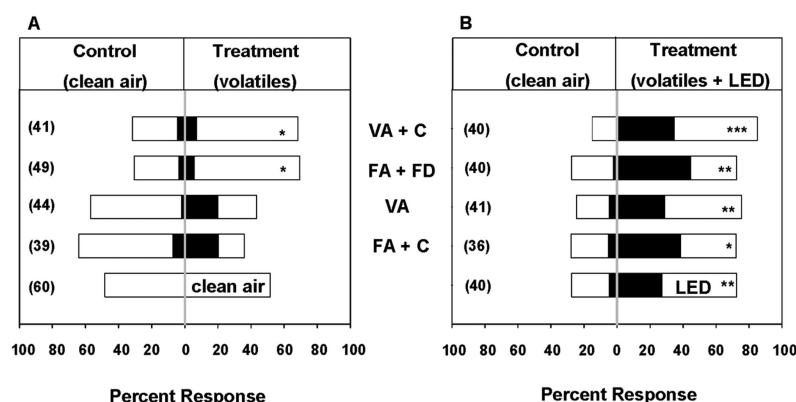 A
Control
(clean air)
Treatment
(volatiles)
(41)
*
(49)
*
(44)
(39)
(60)
clean air
100 80 60 40 20 0 20 40 60 80 100
Percent Response
VA + C
FA + FD
VA
FA + C
B
Control
(clean air)
Treatment
(volatiles + LED)
(40)
***
(40)
**
(41)
**
(36)
*
(40)
LED **
100 80 60 40 20 0 20 40 60 80 100
Percent Response